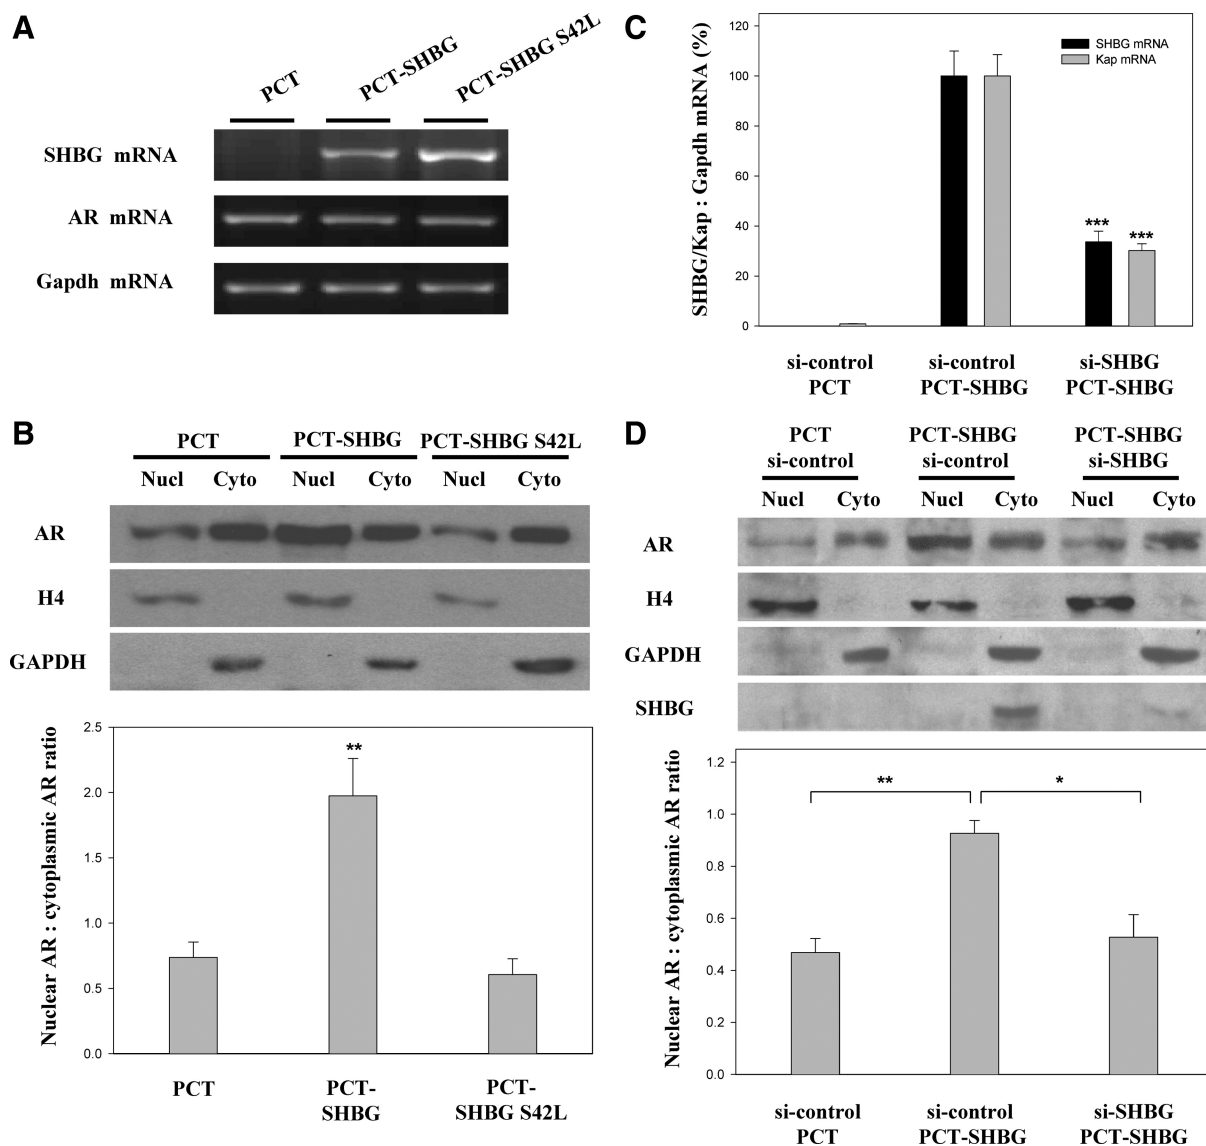 A
PCT
PCT-SHBG
PCT-SHBG S42L
SHBG mRNA
AR mRNA
Gapdh mRNA
B
PCT
PCT-SHBG
PCT-SHBG S42L
Nucl Cyto Nucl Cyto Nucl Cyto
AR
H4
GAPDH
Nuclear AR : cytoplasmic AR ratio
2.5
2.0
1.5
1.0
0.5
0.0
**
PCT
PCT-
SHBG
PCT-
SHBG S42L
C
SHBG/Kap : Gapdh mRNA (%)
120
100
80
60
40
20
0
SHBG mRNA
Kap mRNA
***
***
si-control
PCT
si-control
PCT-SHBG
si-SHBG
PCT-SHBG
D
PCT
si-control
PCT-SHBG
si-control
PCT-SHBG
si-SHBG
Nucl Cyto Nucl Cyto Nucl Cyto
AR
H4
GAPDH
SHBG
Nuclear AR : cytoplasmic AR ratio
1.2
1.0
0.8
0.6
0.4
0.2
0.0
**
*
si-control
PCT
si-control
PCT-SHBG
si-SHBG
PCT-SHBG